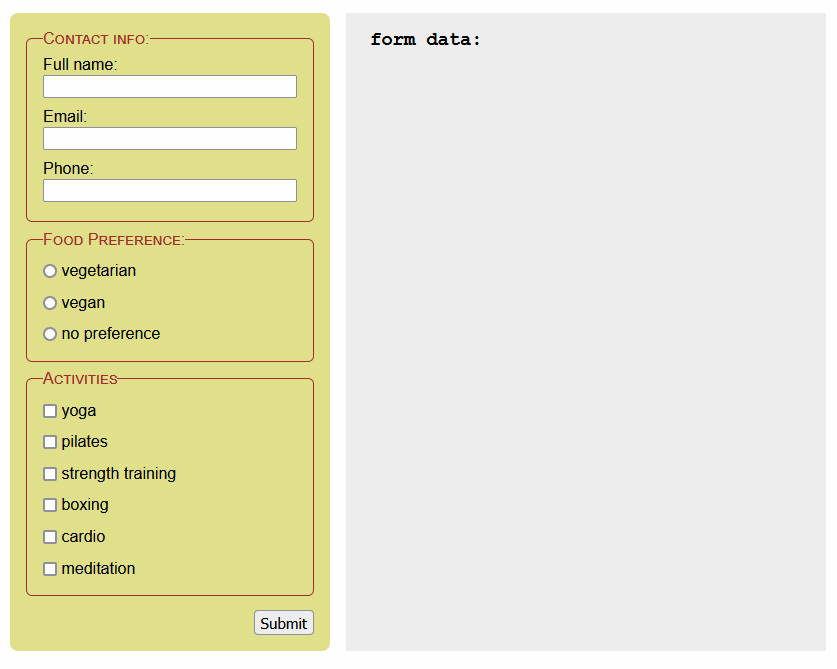 Contact info:
Full name:
Email:
Phone:
Food Preference:
vegetarian
vegan
no preference
Activities
yoga
pilates
strength training
boxing
cardio
meditation
Submit
form data: